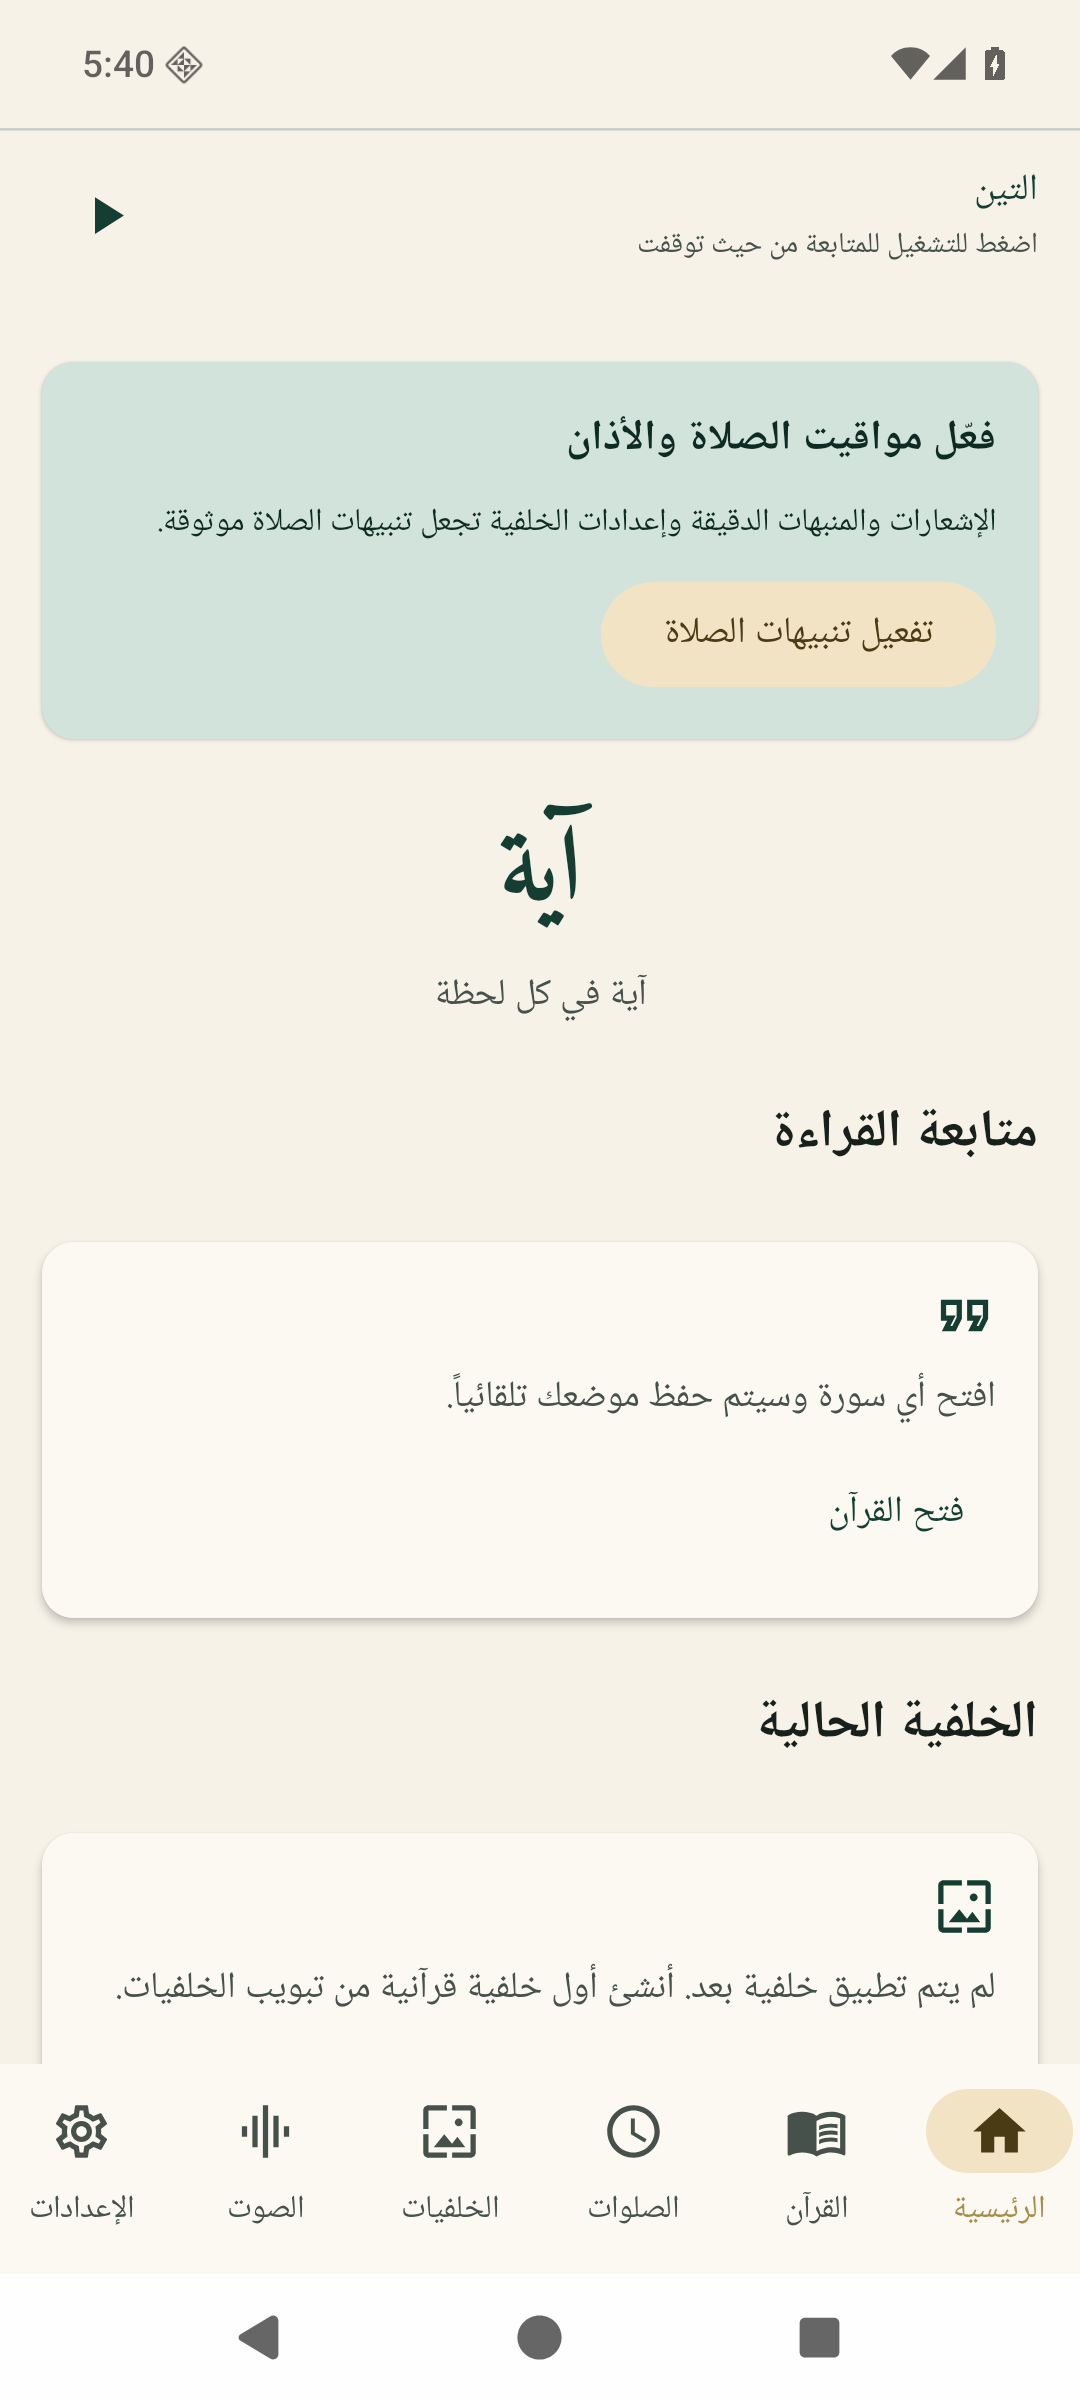 5:40
التين
اضغط للتشغيل للمتابعة من حيث توقفت
فعّل مواقيت الصلاة والأذان
الإشعارات والمنبهات الدقيقة وإعدادات الخلفية تجعل تنبيهات الصلاة موثوقة.
تفعيل تنبيهات الصلاة
آية
آية في كل لحظة
متابعة القراءة
افتح أي سورة وسيتم حفظ موضعك تلقائياً.
فتح القرآن
الخلفية الحالية
لم يتم تطبيق خلفية بعد. أنشئ أول خلفية قرآنية من تبويب الخلفيات.
الرئيسية
القرآن
الصلوات
الخلفيات
الصوت
الإعدادات